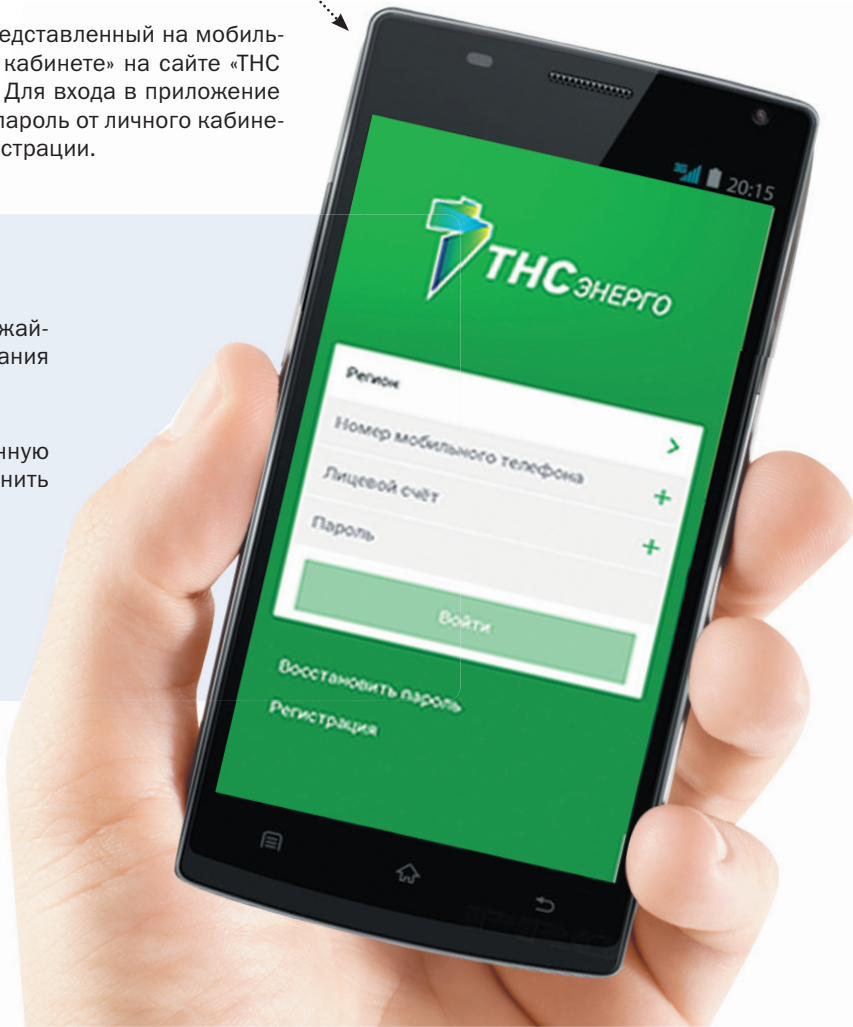 едставленный на мобиль-
кабинете» на сайте «ТНС
Для входа в приложение
пароль от личного кабине-
страции.
жай-
ания
нную
нить
3G 20:15
ТНС ЭНЕРГО
Регион
Номер мобильного телефона
Лицевой счёт
Пароль
Войти
Восстановить пароль
Регистрация